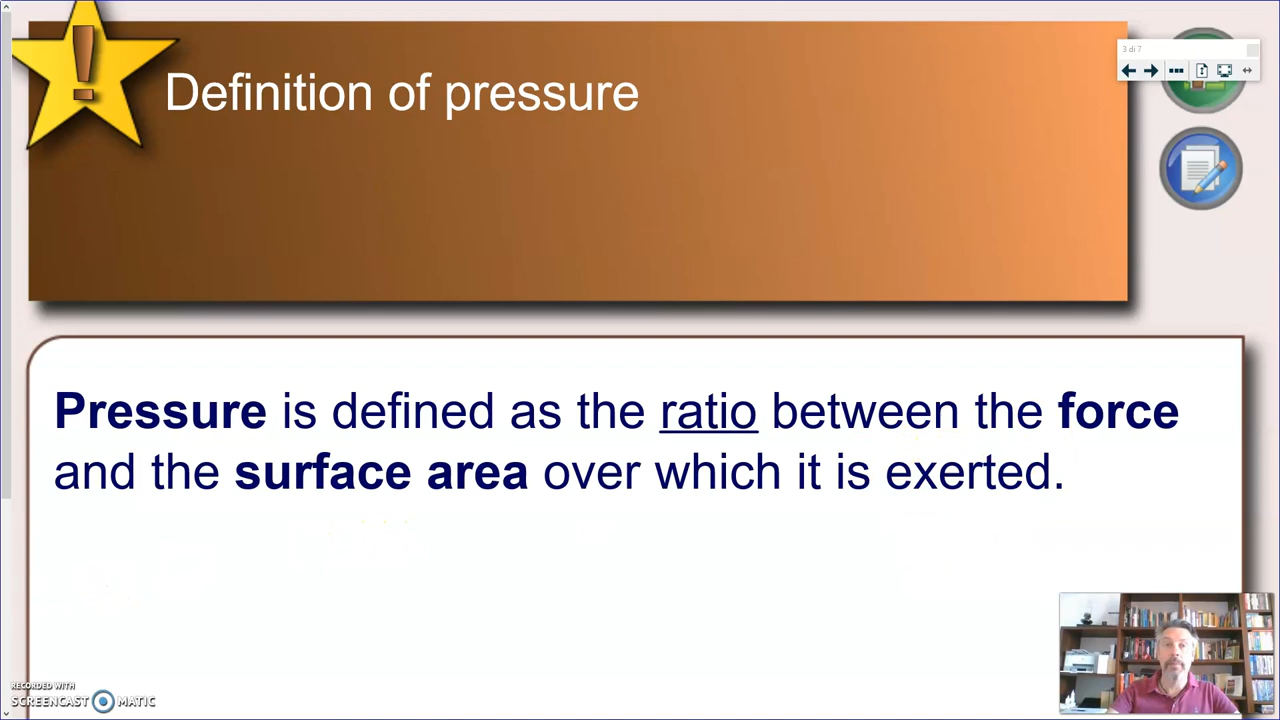 3 di 7
Definition of pressure
Pressure is defined as the ratio between the force
and the surface area over which it is exerted.
RECORDED WITH
SCREENCAST MATIC